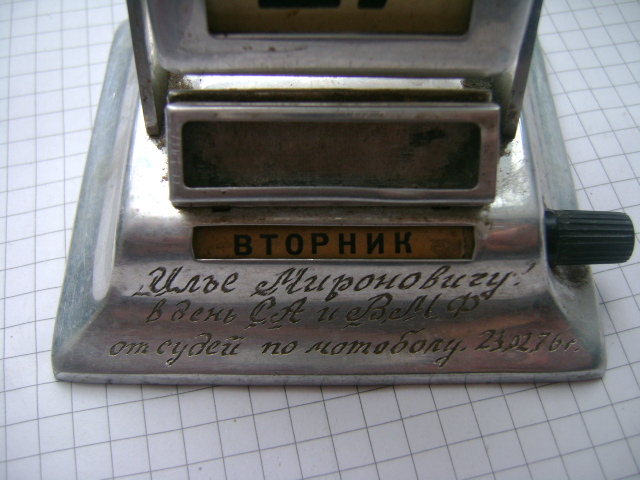 ВТОРНИК
Илье Мироновичу!
в день СА и ВМФ
от судей по мотоболу. 23.02.76 г.